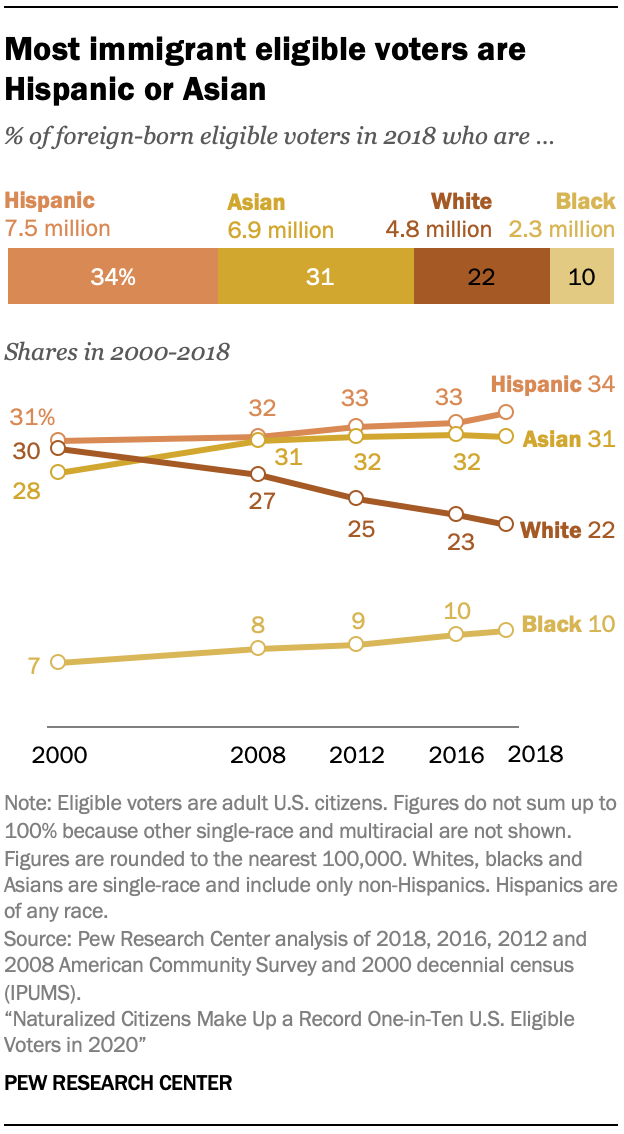 Most immigrant eligible voters are
Hispanic or Asian
% of foreign-born eligible voters in 2018 who are ...
Hispanic Asian White Black
7.5 million 6.9 million 4.8 million 2.3 million
34% 31 22 10
Shares in 2000-2018
Hispanic 34
31% 32 33 33
30 Asian 31
28 31 32 32
27 25 23 White 22
7 8 9 10 Black 10
2000 2008 2012 2016 2018
Note: Eligible voters are adult U.S. citizens. Figures do not sum up to
100% because other single-race and multiracial are not shown.
Figures are rounded to the nearest 100,000. Whites, blacks and
Asians are single-race and include only non-Hispanics. Hispanics are
of any race.
Source: Pew Research Center analysis of 2018, 2016, 2012 and
2008 American Community Survey and 2000 decennial census
(IPUMS).
“Naturalized Citizens Make Up a Record One-in-Ten U.S. Eligible
Voters in 2020”
PEW RESEARCH CENTER